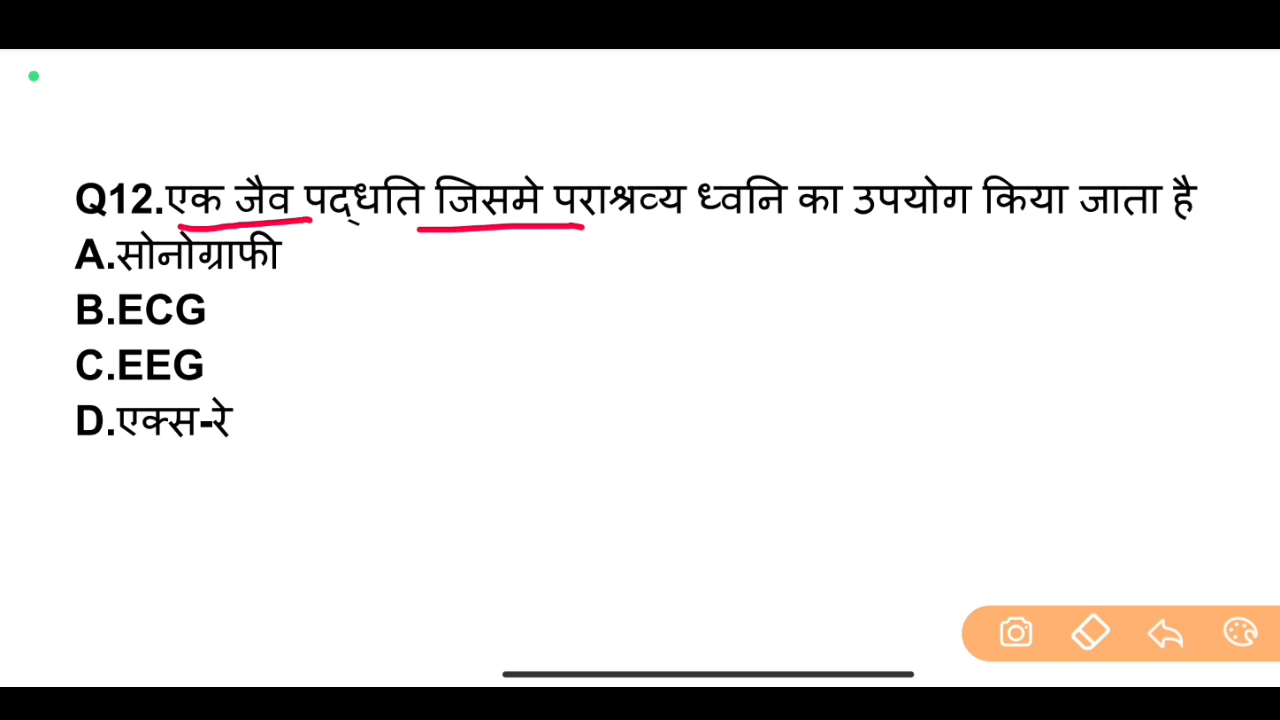 Q12.एक जैव पद्धति जिसमे पराश्रव्य ध्वनि का उपयोग किया जाता है
A.सोनोग्राफी
B.ECG
C.EEG
D.एक्स-रे